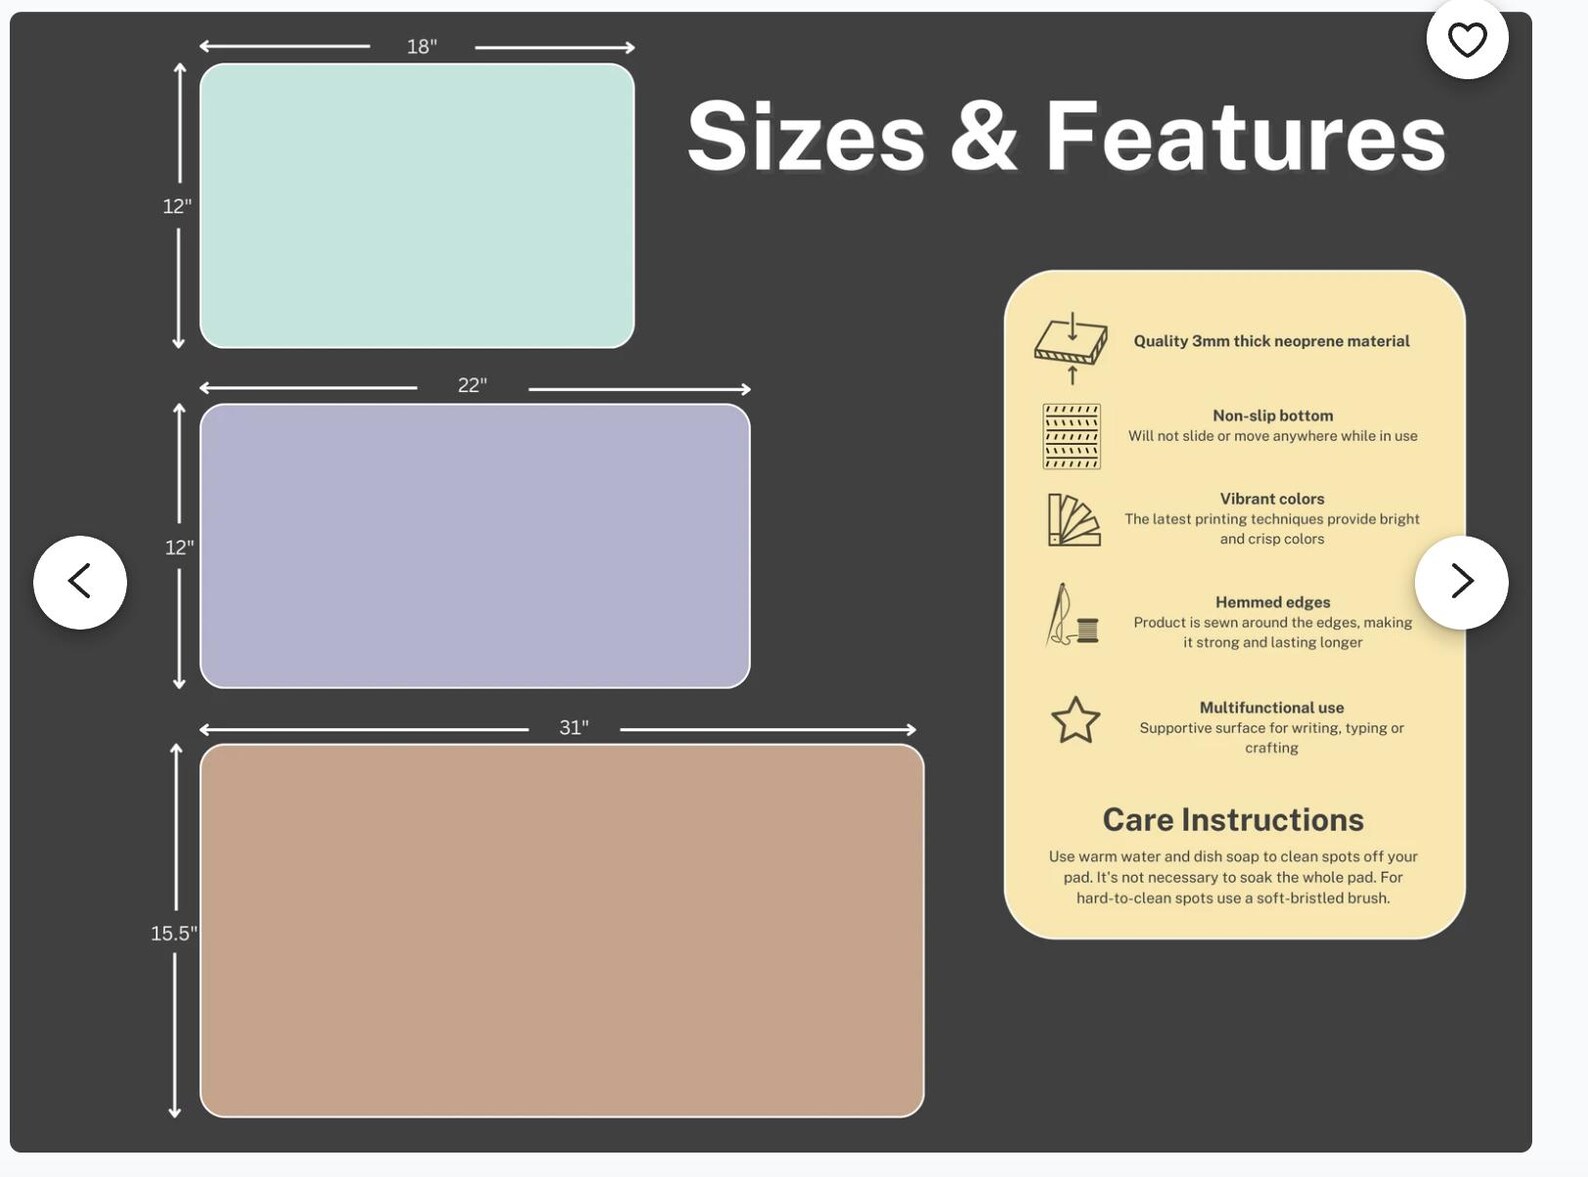 18"
Sizes & Features
12"
22"
12"
31"
15.5"
Quality 3mm thick neoprene material
Non-slip bottom
Will not slide or move anywhere while in use
Vibrant colors
The latest printing techniques provide bright
and crisp colors
Hemmed edges
Product is sewn around the edges, making
it strong and lasting longer
Multifunctional use
Supportive surface for writing, typing or
crafting
Care Instructions
Use warm water and dish soap to clean spots off your
pad. It's not necessary to soak the whole pad. For
hard-to-clean spots use a soft-bristled brush.